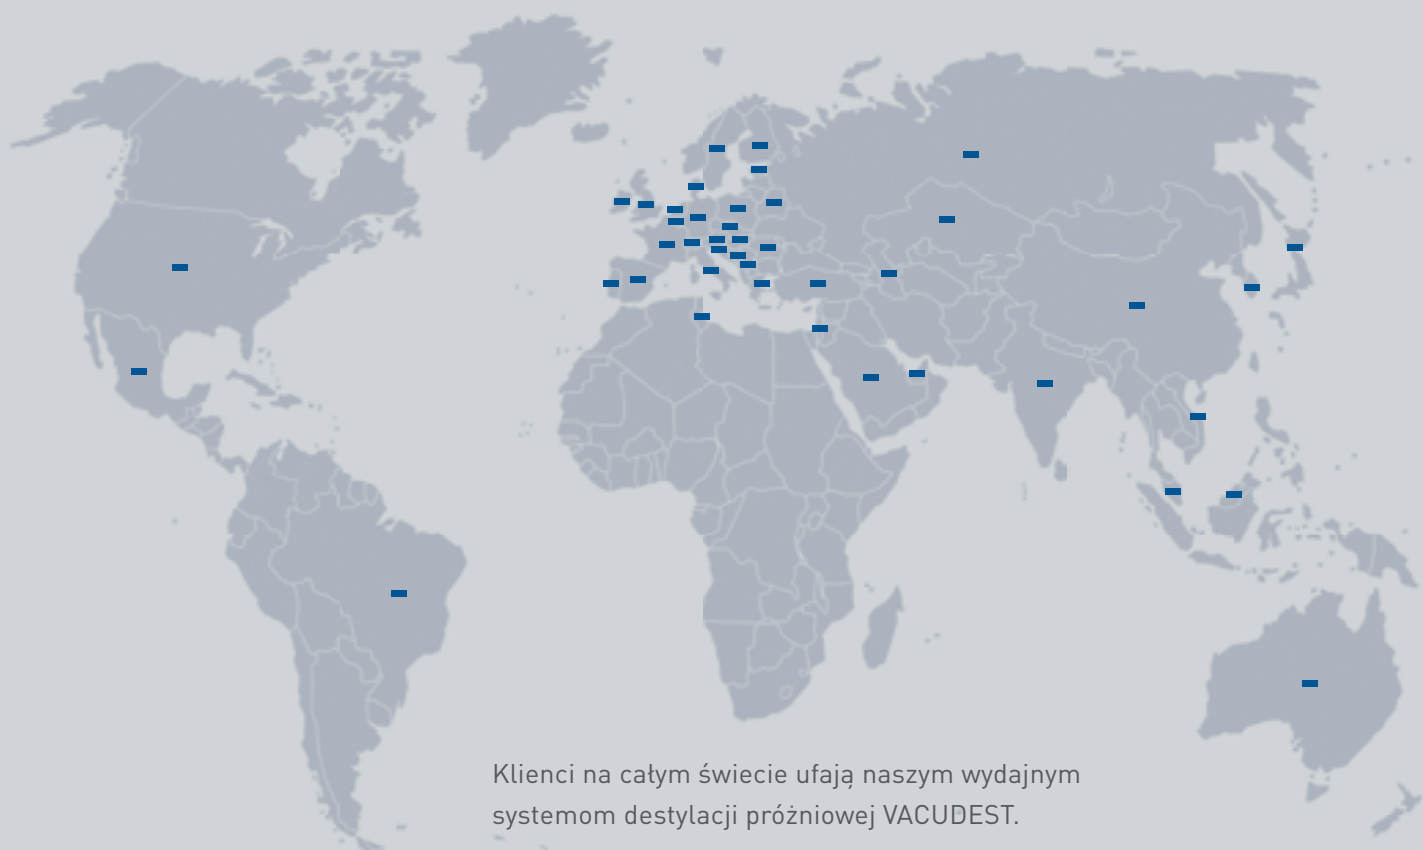 Klienci na całym świecie ufają naszym wydajnym
systemom destylacji próżniowej VACUDEST.